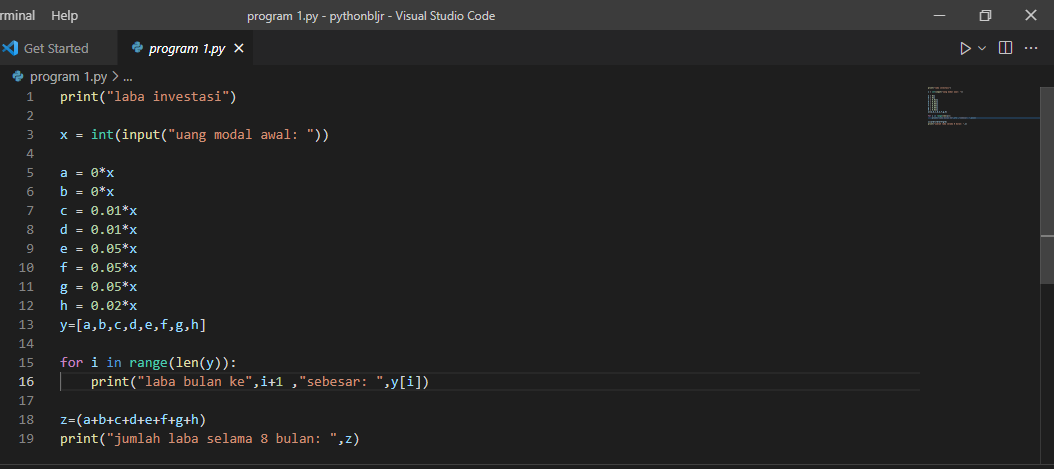 rminal Help program 1.py - pythonbljr - Visual Studio Code
Get Started program 1.py
program 1.py > ...
1 print("laba investasi")
2
3 x = int(input("uang modal awal: "))
4
5 a = 0*x
6 b = 0*x
7 c = 0.01*x
8 d = 0.01*x
9 e = 0.05*x
10 f = 0.05*x
11 g = 0.05*x
12 h = 0.02*x
13 y=[a,b,c,d,e,f,g,h]
14
15 for i in range(len(y)):
16 print("laba bulan ke",i+1 ,"sebesar: ",y[i])
17
18 z=(a+b+c+d+e+f+g+h)
19 print("jumlah laba selama 8 bulan: ",z)